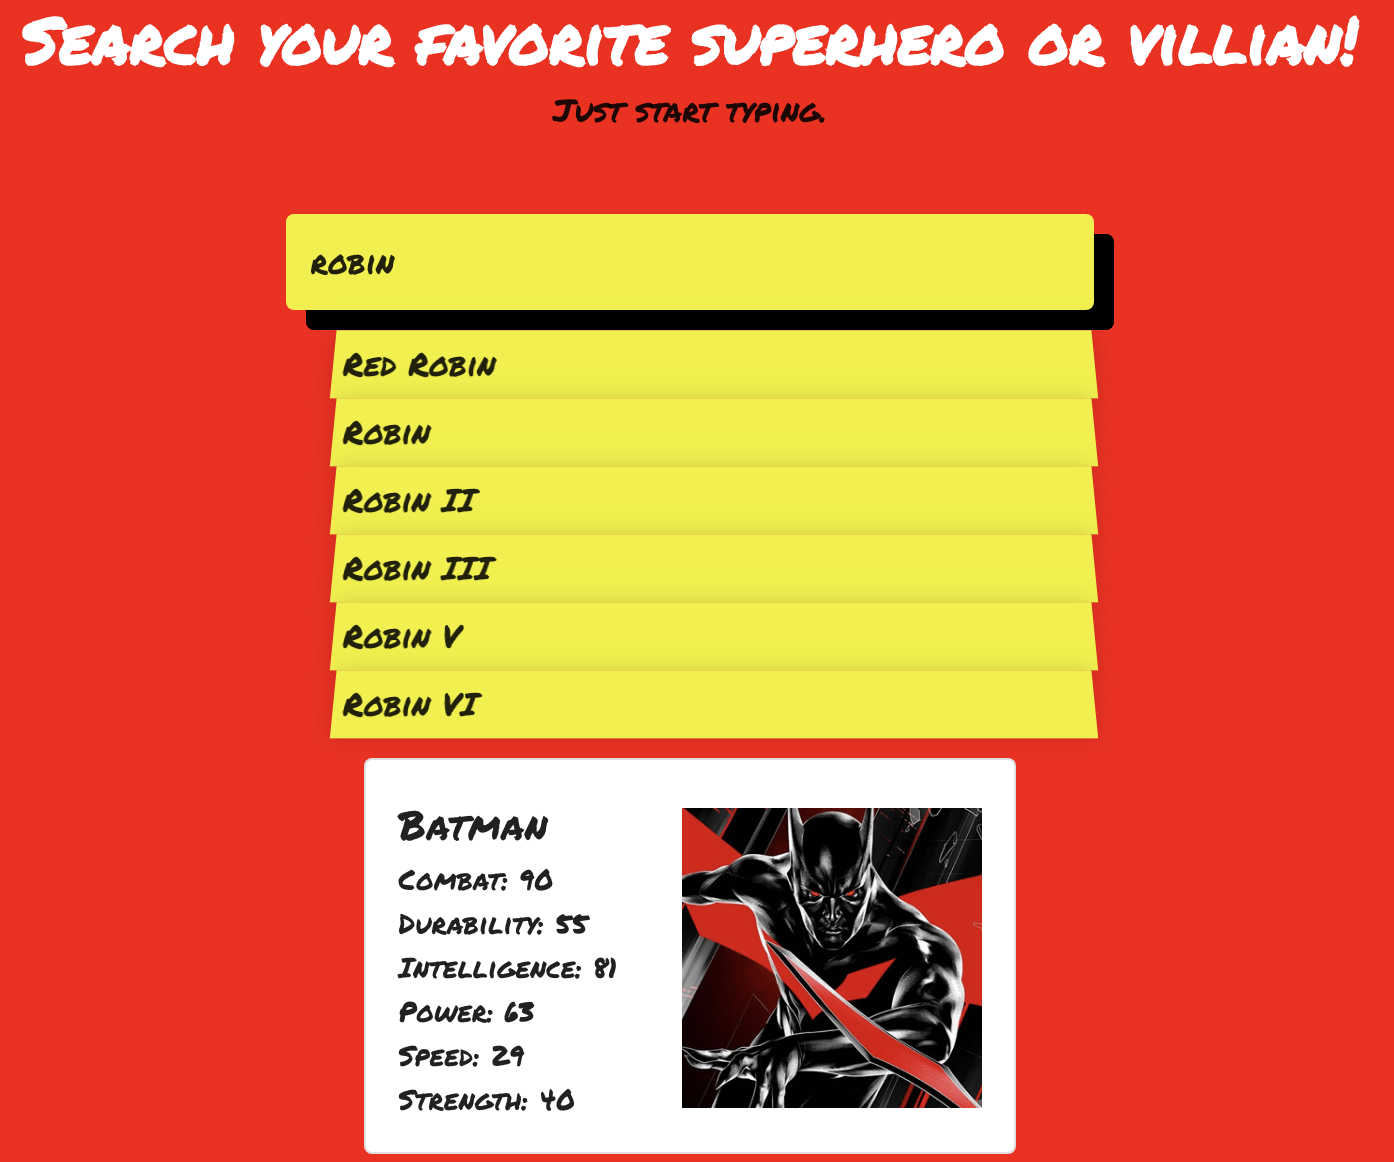 Search your favorite superhero or villian!
Just start typing.
robin
Red Robin
Robin
Robin II
Robin III
Robin V
Robin VI
Batman
Combat: 90
Durability: 55
Intelligence: 81
Power: 63
Speed: 29
Strength: 40